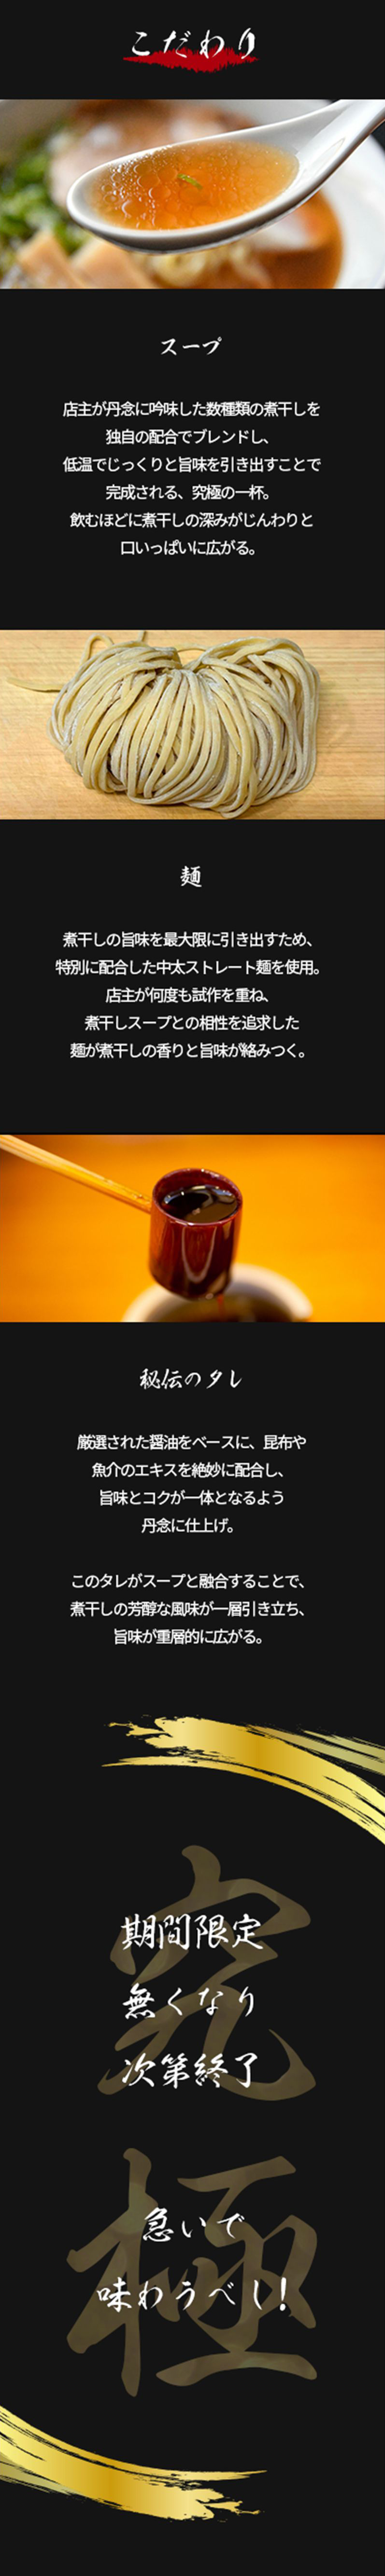 こだわり
スープ
店主が丹念に吟味した数種類の煮干しを
独自の配合でブレンドし、
低温でじっくりと旨味を引き出すことで
完成される、究極の一杯。
飲むほどに煮干しの深みがじんわりと
口いっぱいに広がる。
麺
煮干しの旨味を最大限に引き出すため、
特別に配合した中太ストレート麺を使用。
店主が何度も試作を重ね、
煮干しスープとの相性を追求した
麺が煮干しの香りと旨味が絡みつく。
秘伝のタレ
厳選された醤油をベースに、昆布や
魚介のエキスを絶妙に配合し、
旨味とコクが一体となるよう
丹念に仕上げ。
このタレがスープと融合することで、
煮干しの芳醇な風味が一層引き立ち、
旨味が重層的に広がる。
究
期間限定
無くなり
次第終了
極
急いで
味わうべし!